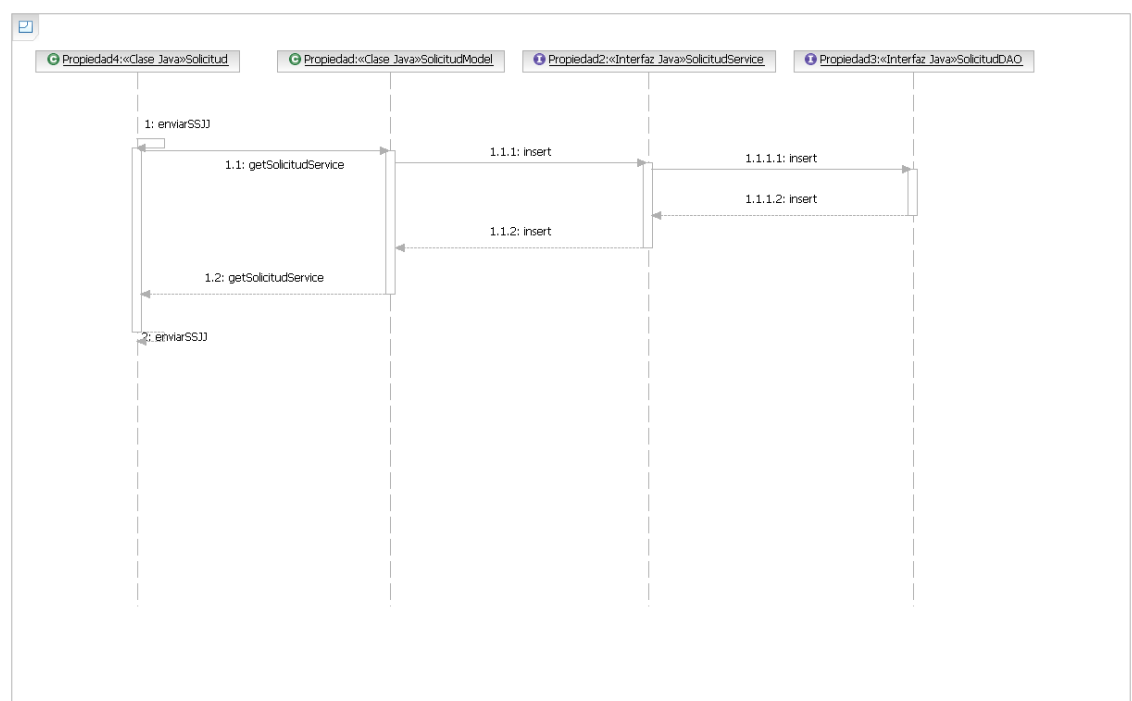 Propiedad4:«Clase Java»Solicitud
Propiedad:«Clase Java»SolicitudModel
Propiedad2:«Interfaz Java»SolicitudService
Propiedad3:«Interfaz Java»SolicitudDAO
1: enviarSSJJ
1.1: getSolicitudService
1.1.1: insert
1.1.1.1: insert
1.1.1.2: insert
1.1.2: insert
1.2: getSolicitudService
2: enviarSSJJ